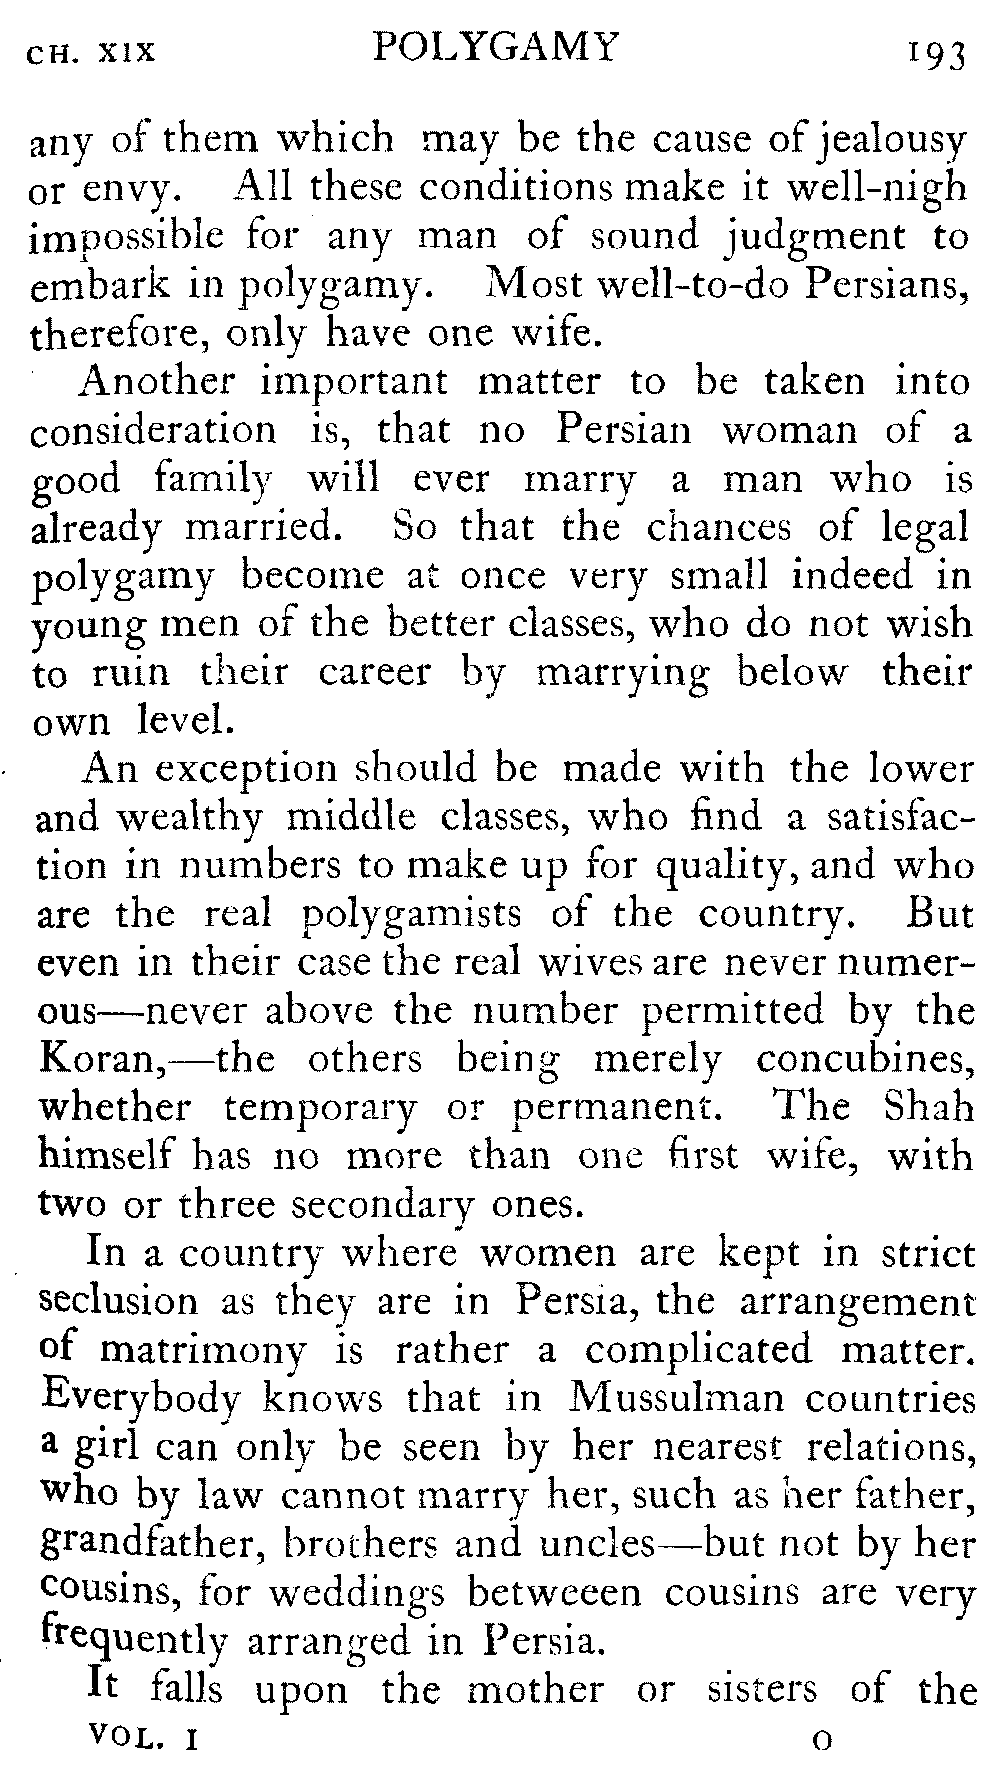 CH. XIX POLYGAMY 193
any of them which may be the cause of jealousy
or envy. All these conditions make it well-nigh
impossible for any man of sound judgment to
embark in polygamy. Most well-to-do Persians,
therefore, only have one wife.
Another important matter to be taken into
consideration is, that no Persian woman of a
good family will ever marry a man who is
already married. So that the chances of legal
polygamy become at once very small indeed in
young men of the better classes, who do not wish
to ruin their career by marrying below their
own level.
An exception should be made with the lower
and wealthy middle classes, who find a satisfac-
tion in numbers to make up for quality, and who
are the real polygamists of the country. But
even in their case the real wives are never numer-
ous—never above the number permitted by the
Koran,—the others being merely concubines,
whether temporary or permanent. The Shah
himself has no more than one first wife, with
two or three secondary ones.
In a country where women are kept in strict
seclusion as they are in Persia, the arrangement
of matrimony is rather a complicated matter.
Everybody knows that in Mussulman countries
a girl can only be seen by her nearest relations,
who by law cannot marry her, such as her father,
grandfather, brothers and uncles—but not by her
cousins, for weddings betweeen cousins are very
frequently arranged in Persia.
It falls upon the mother or sisters of the
VOL. I O